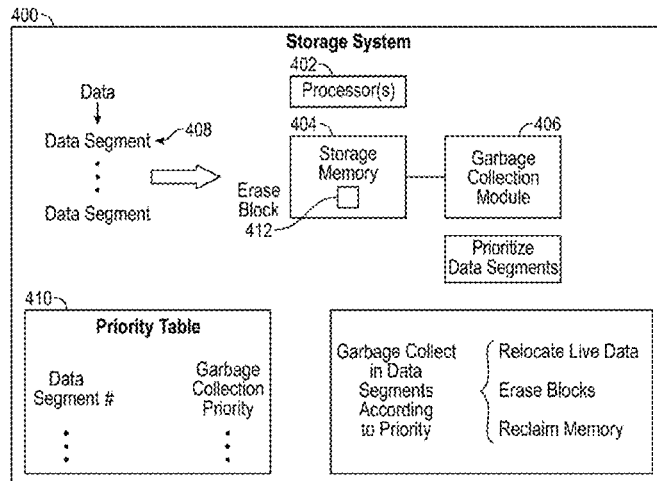 400
Storage System
402
Processor(s)
Data
Data Segment
408
Data Segment
404
Storage
Memory
Erase
Block
412
406
Garbage
Collection
Module
Prioritize
Data Segments
410
Priority Table
Data
Segment #
Garbage
Collection
Priority
Garbage Collect
in Data
Segments
According
to Priority
Relocate Live Data
Erase Blocks
Reclaim Memory